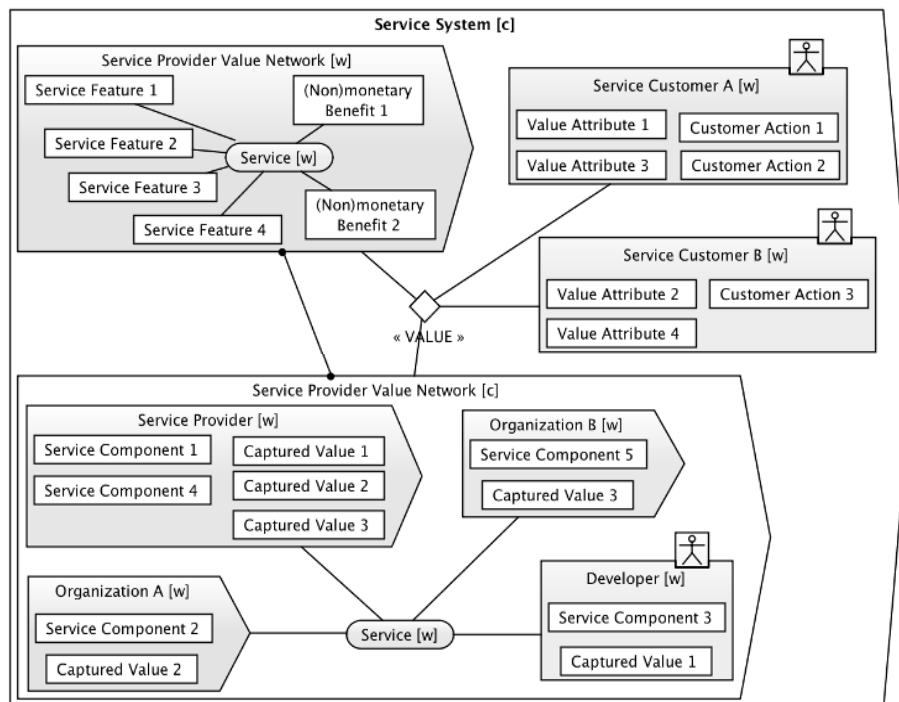 Service System [c]
Service Provider Value Network [w]
Service Feature 1
(Non)monetary
Benefit 1
Service Feature 2
Service [w]
Service Feature 3
(Non)monetary
Benefit 2
Service Feature 4
Service Customer A [w]
Value Attribute 1
Customer Action 1
Value Attribute 3
Customer Action 2
Service Customer B [w]
Value Attribute 2
Customer Action 3
Value Attribute 4
« VALUE »
Service Provider Value Network [c]
Service Provider [w]
Service Component 1
Captured Value 1
Service Component 4
Captured Value 2
Captured Value 3
Organization B [w]
Service Component 5
Captured Value 3
Organization A [w]
Service Component 2
Captured Value 2
Service [w]
Developer [w]
Service Component 3
Captured Value 1